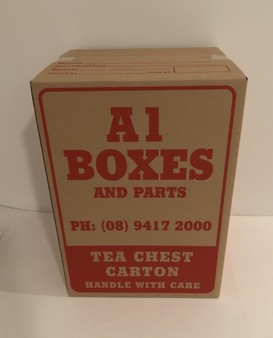 A1
BOXES
AND PARTS
PH: (08) 9417 2000
TEA CHEST
CARTON
HANDLE WITH CARE